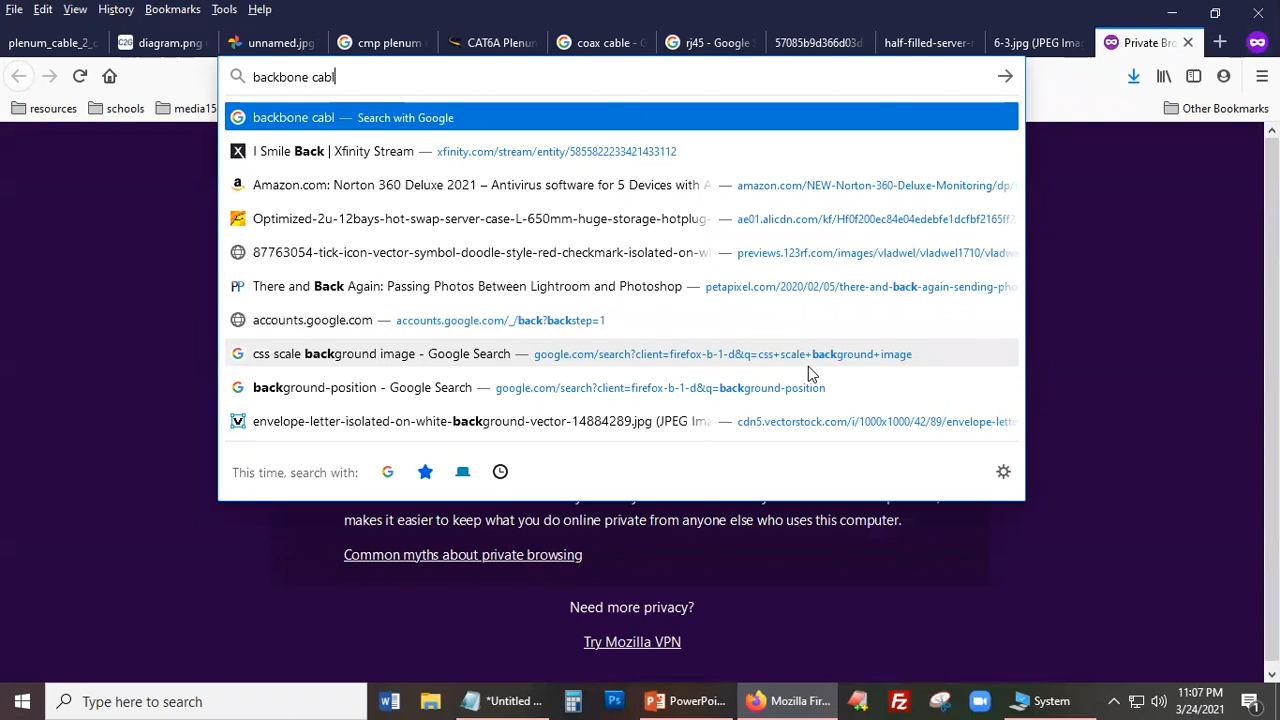 File Edit View History Bookmarks Tools Help
plenum_cable_2_c diagram.png unnamed.jpg cmp plenum CAT6A Plenum coax cable - G rj45 - Google S 57085b9d366d03d half-filled-server-r 6-3.jpg (JPEG Ima Private Bro
backbone cabl
resources schools media15 Other Bookmarks
backbone cabl — Search with Google
I Smile Back | Xfinity Stream — xfinity.com/stream/entity/5855822233421433112
Amazon.com: Norton 360 Deluxe 2021 – Antivirus software for 5 Devices with A — amazon.com/NEW-Norton-360-Deluxe-Monitoring/dp/
Optimized-2u-12bays-hot-swap-server-case-L-650mm-huge-storage-hotplug- — ae01.alicdn.com/kf/Hf0f200ec84e04edebfe1dcfbf2165ff2
87763054-tick-icon-vector-symbol-doodle-style-red-checkmark-isolated-on-w — previews.123rf.com/images/vladwel/vladwel1710/vladwe
There and Back Again: Passing Photos Between Lightroom and Photoshop — petapixel.com/2020/02/05/there-and-back-again-sending-pho
accounts.google.com — accounts.google.com/_/back?backstep=1
css scale background image - Google Search — google.com/search?client=firefox-b-1-d&q=css+scale+background+image
background-position - Google Search — google.com/search?client=firefox-b-1-d&q=background-position
envelope-letter-isolated-on-white-background-vector-14884289.jpg (JPEG Ima — cdn5.vectorstock.com/i/1000x1000/42/89/envelope-lette
This time, search with:
makes it easier to keep what you do online private from anyone else who uses this computer.
Common myths about private browsing
Need more privacy?
Try Mozilla VPN
Type here to search *Untitled ... PowerPoi... Mozilla Fir... System 11:07 PM
3/24/2021